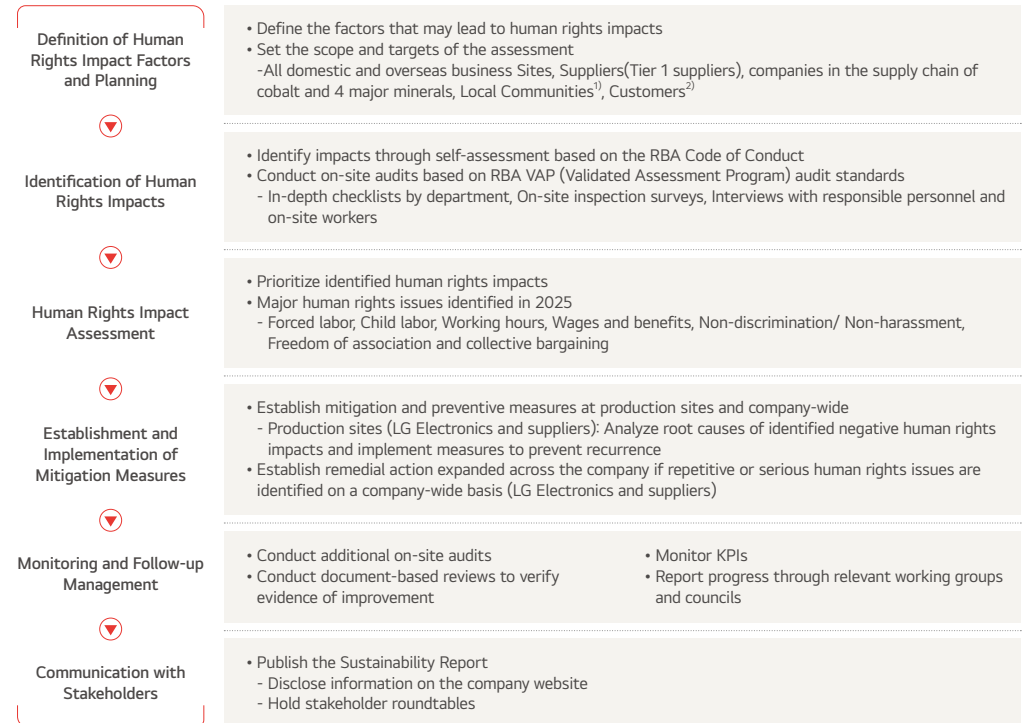 Definition of Human
Rights Impact Factors
and Planning
• Define the factors that may lead to human rights impacts
• Set the scope and targets of the assessment
-All domestic and overseas business Sites, Suppliers(Tier 1 suppliers), companies in the supply chain of
cobalt and 4 major minerals, Local Communities1), Customers2)
Identification of Human
Rights Impacts
• Identify impacts through self-assessment based on the RBA Code of Conduct
• Conduct on-site audits based on RBA VAP (Validated Assessment Program) audit standards
- In-depth checklists by department, On-site inspection surveys, Interviews with responsible personnel and
on-site workers
Human Rights Impact
Assessment
• Prioritize identified human rights impacts
• Major human rights issues identified in 2025
- Forced labor, Child labor, Working hours, Wages and benefits, Non-discrimination/ Non-harassment,
Freedom of association and collective bargaining
Establishment and
Implementation of
Mitigation Measures
• Establish mitigation and preventive measures at production sites and company-wide
- Production sites (LG Electronics and suppliers): Analyze root causes of identified negative human rights
impacts and implement measures to prevent recurrence
• Establish remedial action expanded across the company if repetitive or serious human rights issues are
identified on a company-wide basis (LG Electronics and suppliers)
Monitoring and Follow-up
Management
• Conduct additional on-site audits
• Conduct document-based reviews to verify
evidence of improvement
• Monitor KPIs
• Report progress through relevant working groups
and councils
Communication with
Stakeholders
• Publish the Sustainability Report
- Disclose information on the company website
- Hold stakeholder roundtables